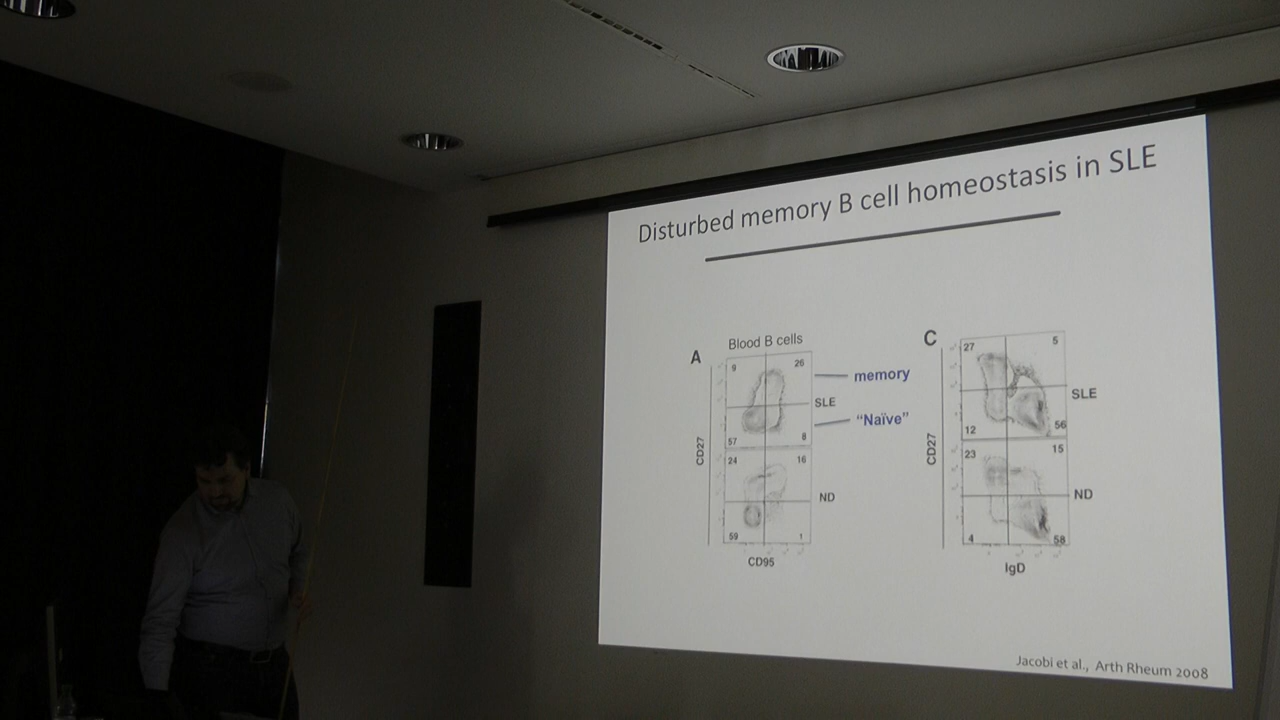 Disturbed memory B cell homeostasis in SLE
A
Blood B cells
9
26
memory
SLE
"Naïve"
57
8
24
16
ND
59
1
CD27
CD95
C
27
5
SLE
12
56
23
15
ND
4
58
CD27
IgD
Jacobi et al., Arth Rheum 2008